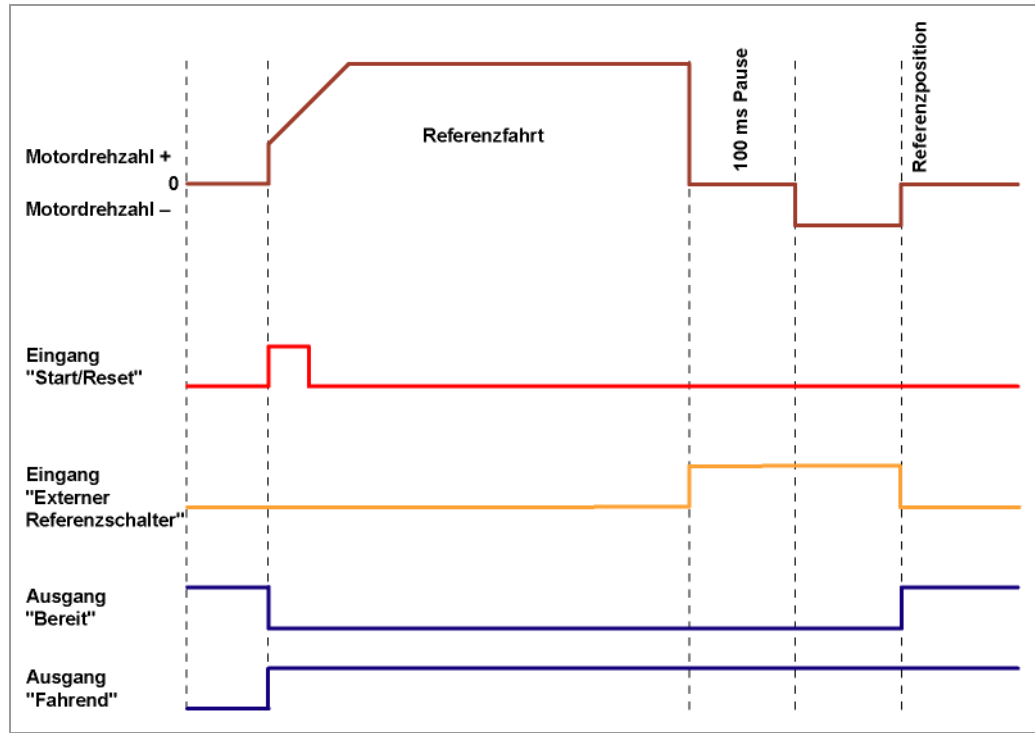 100 ms Pause
Referenzposition
Referenzfahrt
Motordrehzahl +
0
Motordrehzahl –
Eingang
"Start/Reset"
Eingang
"Externer
Referenzschalter"
Ausgang
"Bereit"
Ausgang
"Fahrend"